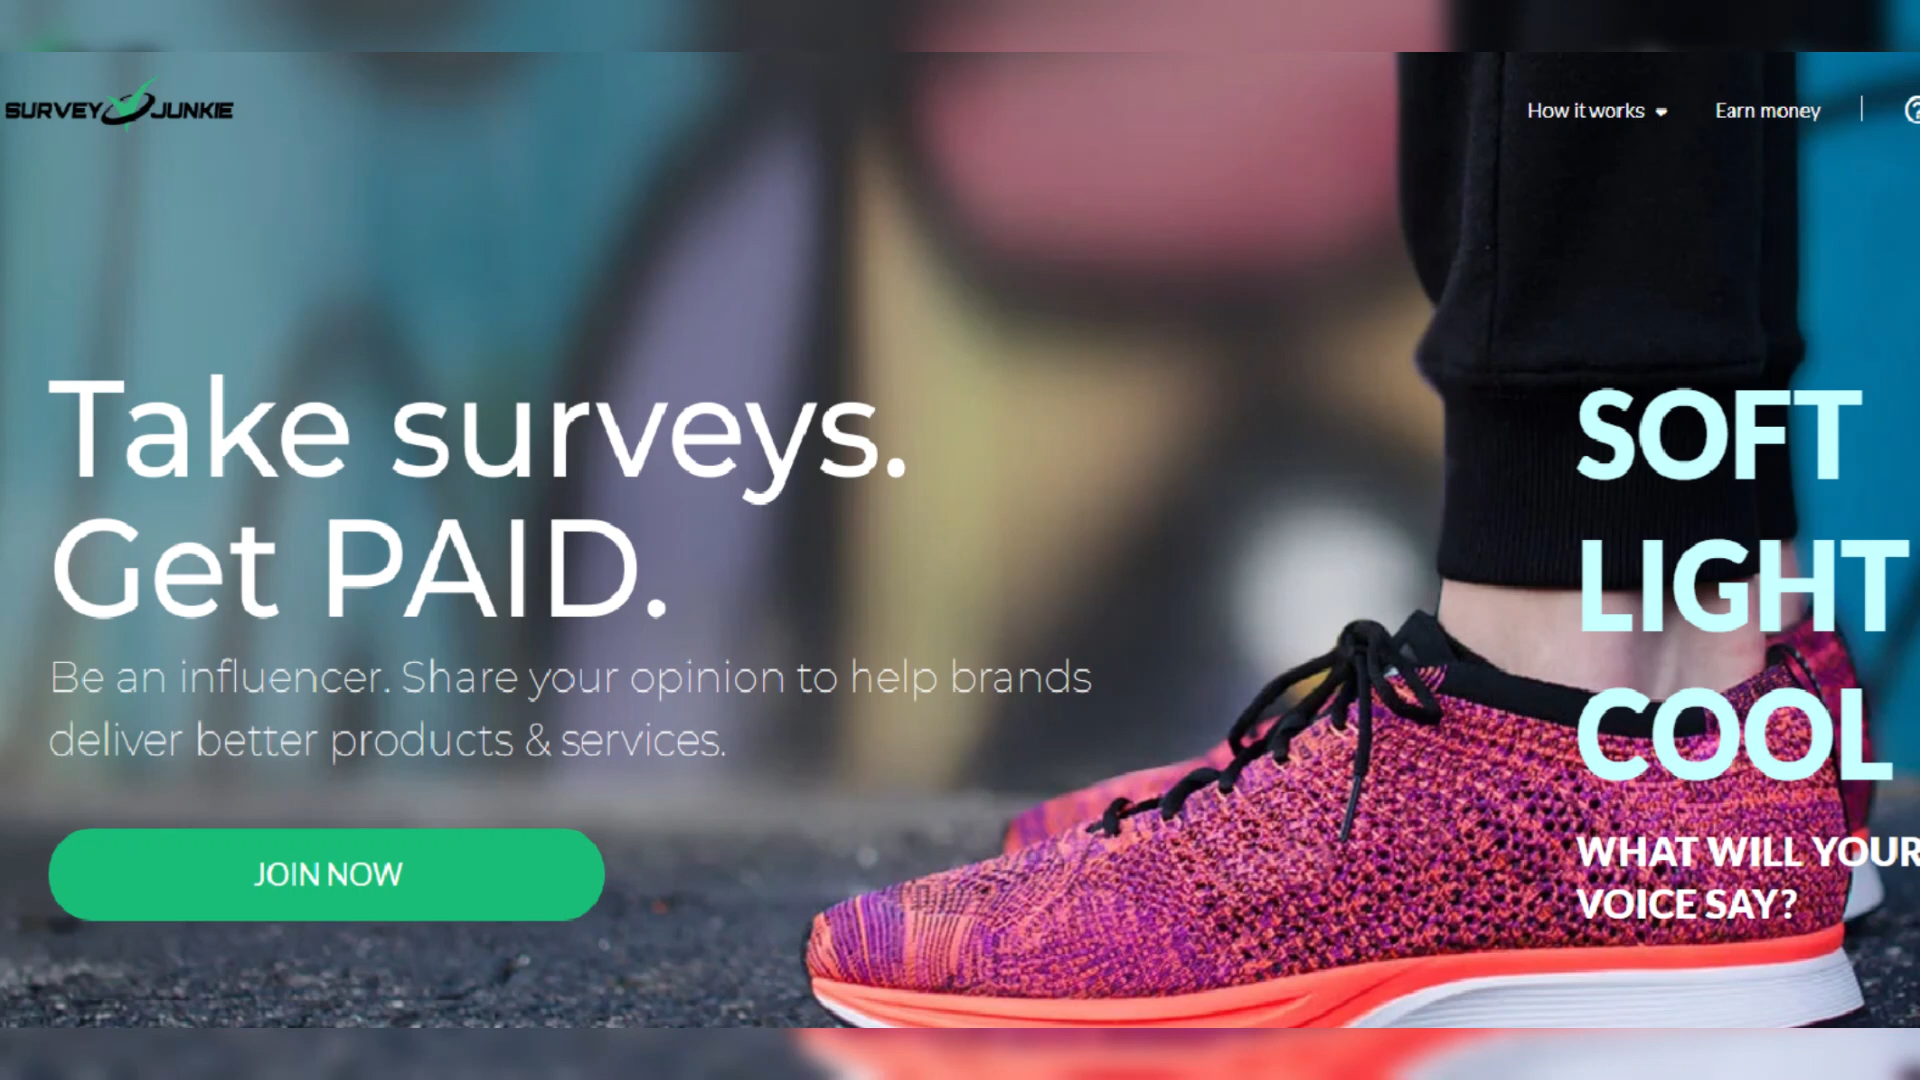 SURVEY JUNKIE
How it works
Earn money
Take surveys.
Get PAID.
Be an influencer. Share your opinion to help brands
deliver better products & services.
JOIN NOW
SOFT
LIGHT
COOL
WHAT WILL YOUR
VOICE SAY?